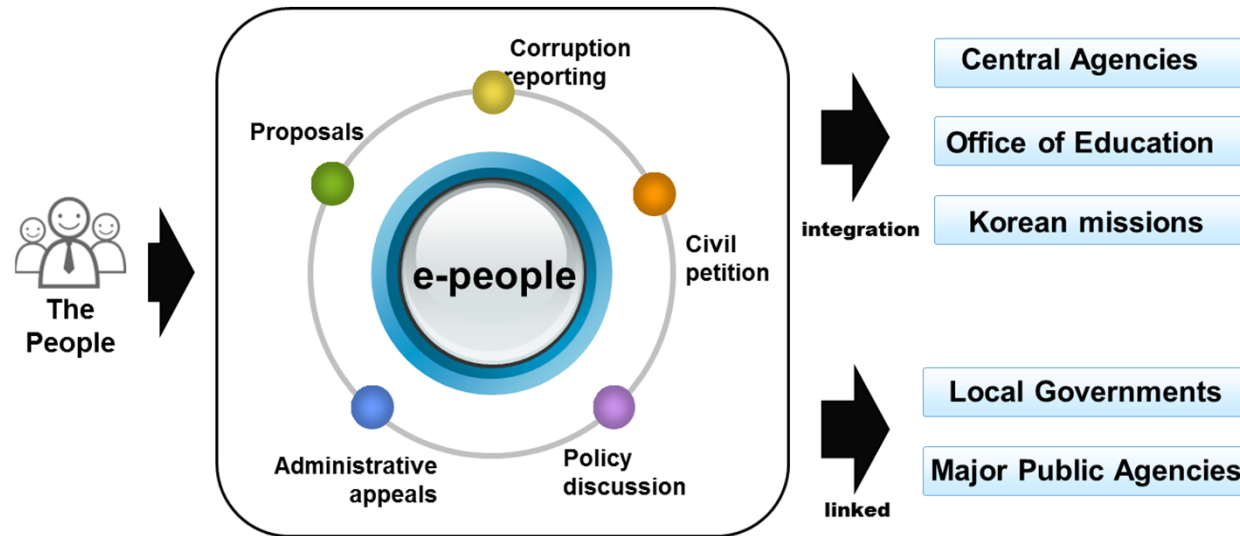 The
People
Corruption
reporting
Proposals
e-people
Civil
petition
Administrative
appeals
Policy
discussion
integration
Central Agencies
Office of Education
Korean missions
linked
Local Governments
Major Public Agencies